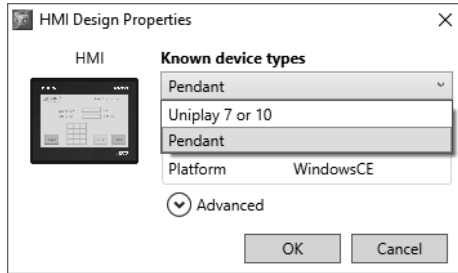 HMI Design Properties
HMI
Known device types
Pendant
Uniplay 7 or 10
Pendant
Platform WindowsCE
Advanced
OK Cancel